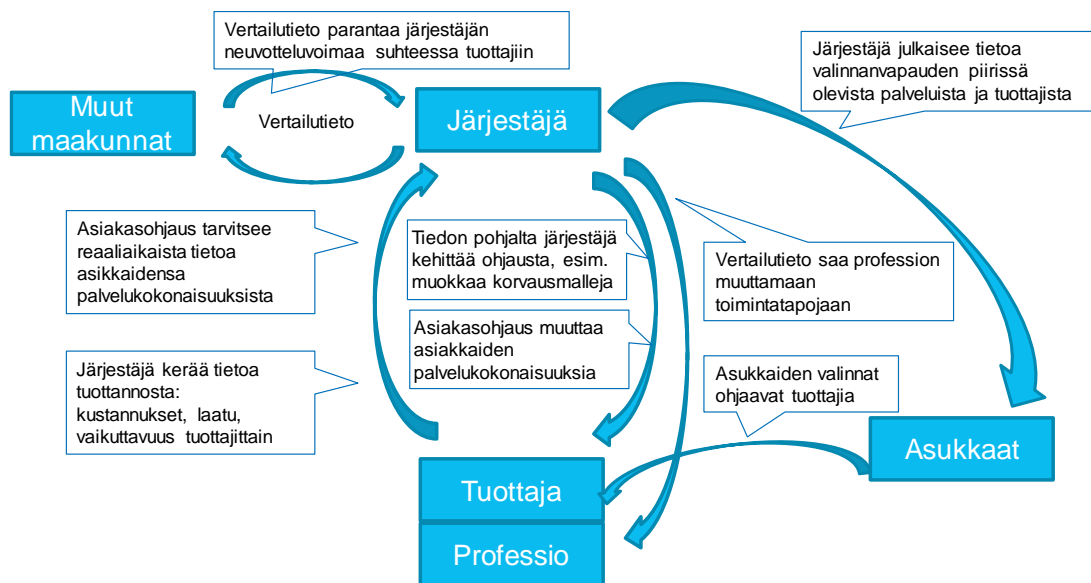 Vertailutieto parantaa järjestäjän
neuvotteluvoimaa suhteessa tuottajiin
Järjestäjä julkaisee tietoa
valinnanvapauden piirissä
olevista palveluista ja tuottajista
Muut
maakunnat
Vertailutieto
Järjestäjä
Asiakasohjaus tarvitsee
reaaliaikaista tietoa
asikkaidensa
palvelukokonaisuuksista
Tiedon pohjalta järjestäjä
kehittää ohjausta, esim.
muokkaa korvausmalleja
Vertailutieto saa profession
muuttamaan
toimintatapojaan
Asiakasohjaus muuttaa
asiakkaiden
palvelukokonaisuuksia
Järjestäjä kerää tietoa
tuottannosta:
kustannukset, laatu,
vaikuttavuus tuottajittain
Asukkaiden valinnat
ohjaavat tuottajia
Asukkaat
Tuottaja
Professio